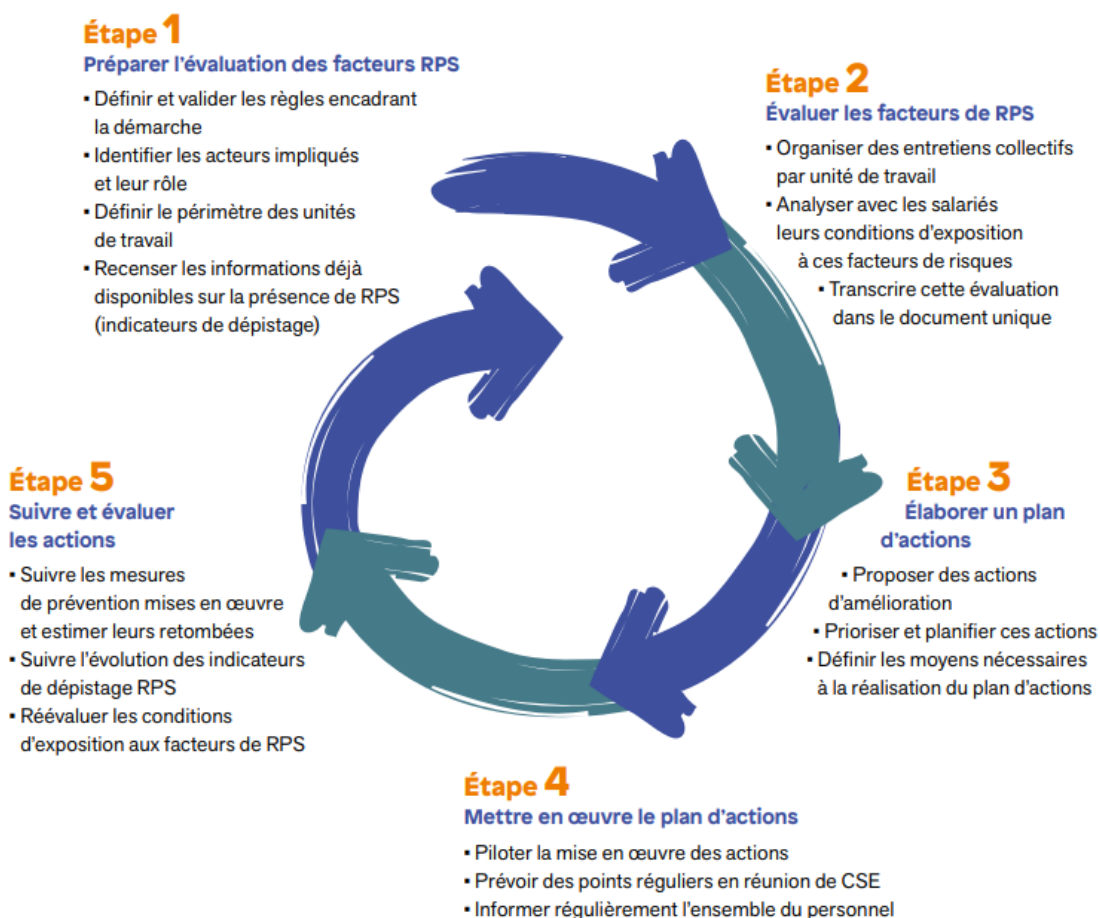 Étape 1
Préparer l'évaluation des facteurs RPS
▪ Définir et valider les règles encadrant
la démarche
▪ Identifier les acteurs impliqués
et leur rôle
▪ Définir le périmètre des unités
de travail
▪ Recenser les informations déjà
disponibles sur la présence de RPS
(indicateurs de dépistage)
Étape 2
Évaluer les facteurs de RPS
▪ Organiser des entretiens collectifs
par unité de travail
▪ Analyser avec les salariés
leurs conditions d'exposition
à ces facteurs de risques
▪ Transcrire cette évaluation
dans le document unique
Étape 3
Élaborer un plan
d'actions
▪ Proposer des actions
d'amélioration
▪ Prioriser et planifier ces actions
▪ Définir les moyens nécessaires
à la réalisation du plan d'actions
Étape 4
Mettre en œuvre le plan d'actions
▪ Piloter la mise en œuvre des actions
▪ Prévoir des points réguliers en réunion de CSE
▪ Informer régulièrement l'ensemble du personnel
Étape 5
Suivre et évaluer
les actions
▪ Suivre les mesures
de prévention mises en œuvre
et estimer leurs retombées
▪ Suivre l'évolution des indicateurs
de dépistage RPS
▪ Réévaluer les conditions
d'exposition aux facteurs de RPS